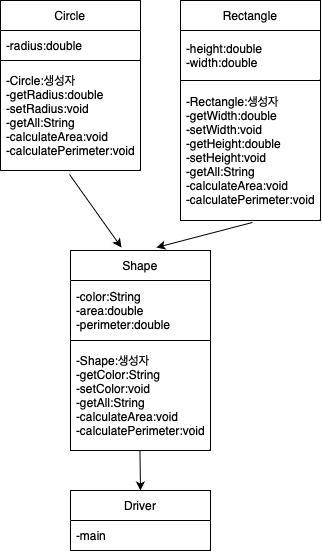 Circle
-radius:double
-Circle:생성자
-getRadius:double
-setRadius:void
-getAll:String
-calculateArea:void
-calculatePerimeter:void
Rectangle
-height:double
-width:double
-Rectangle:생성자
-getWidth:double
-setWidth:void
-getHeight:double
-setHeight:void
-getAll:String
-calculateArea:void
-calculatePerimeter:void
Shape
-color:String
-area:double
-perimeter:double
-Shape:생성자
-getColor:String
-setColor:void
-getAll:String
-calculateArea:void
-calculatePerimeter:void
Driver
-main